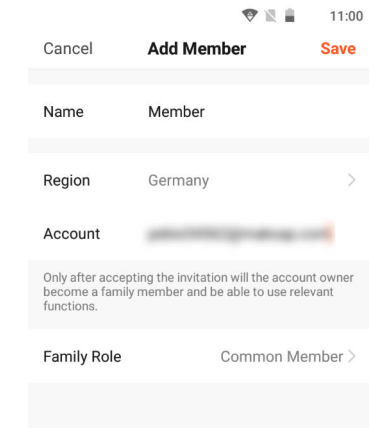 11:00
Cancel Add Member Save
Name Member
Region Germany
Account
Only after accepting the invitation will the account owner
become a family member and be able to use relevant
functions.
Family Role Common Member